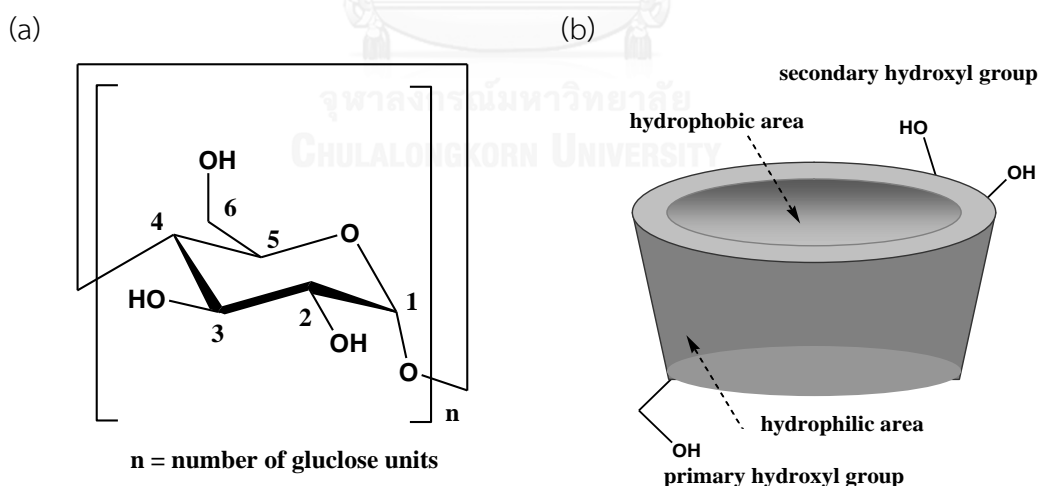 (a)
(b)
จุฬาลงกรณ์มหาวิทยาลัย
CHULALONGKORN UNIVERSITY
OH
6
4
5
O
HO
3
2
OH
1
O
n
n = number of gluclose units
secondary hydroxyl group
hydrophobic area
HO
OH
hydrophilic area
OH
primary hydroxyl group